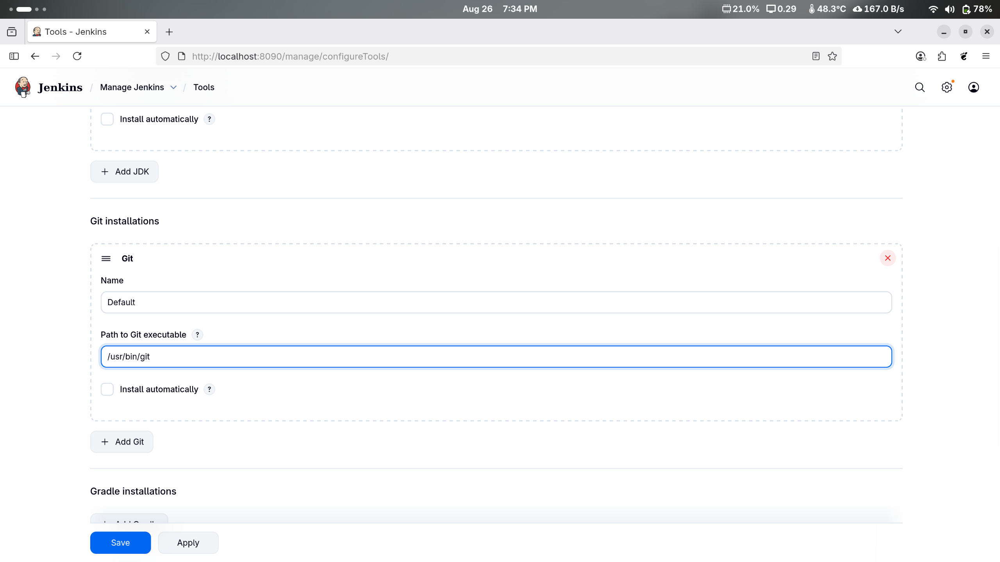 Aug 26 7:34 PM
21.0% 0.29 48.3°C 167.0 B/s 78%
Tools - Jenkins
http://localhost:8090/manage/configureTools/
Jenkins / Manage Jenkins / Tools
Install automatically ?
+ Add JDK
Git installations
Git
Name
Default
Path to Git executable ?
/usr/bin/git
Install automatically ?
+ Add Git
Gradle installations
+ Add Gradle
Save Apply